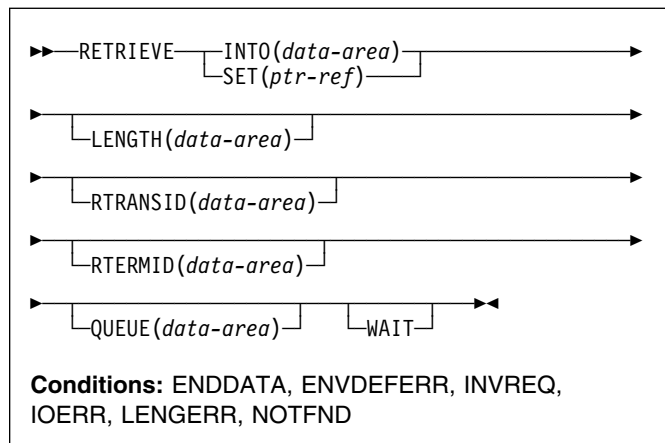 RETRIEVE INTO(data-area)
SET(ptr-ref)
LENGTH(data-area)
RTRANSID(data-area)
RTERMID(data-area)
QUEUE(data-area) WAIT
Conditions: ENDDATA, ENVDEFERR, INVREQ,
IOERR, LENGERR, NOTFND